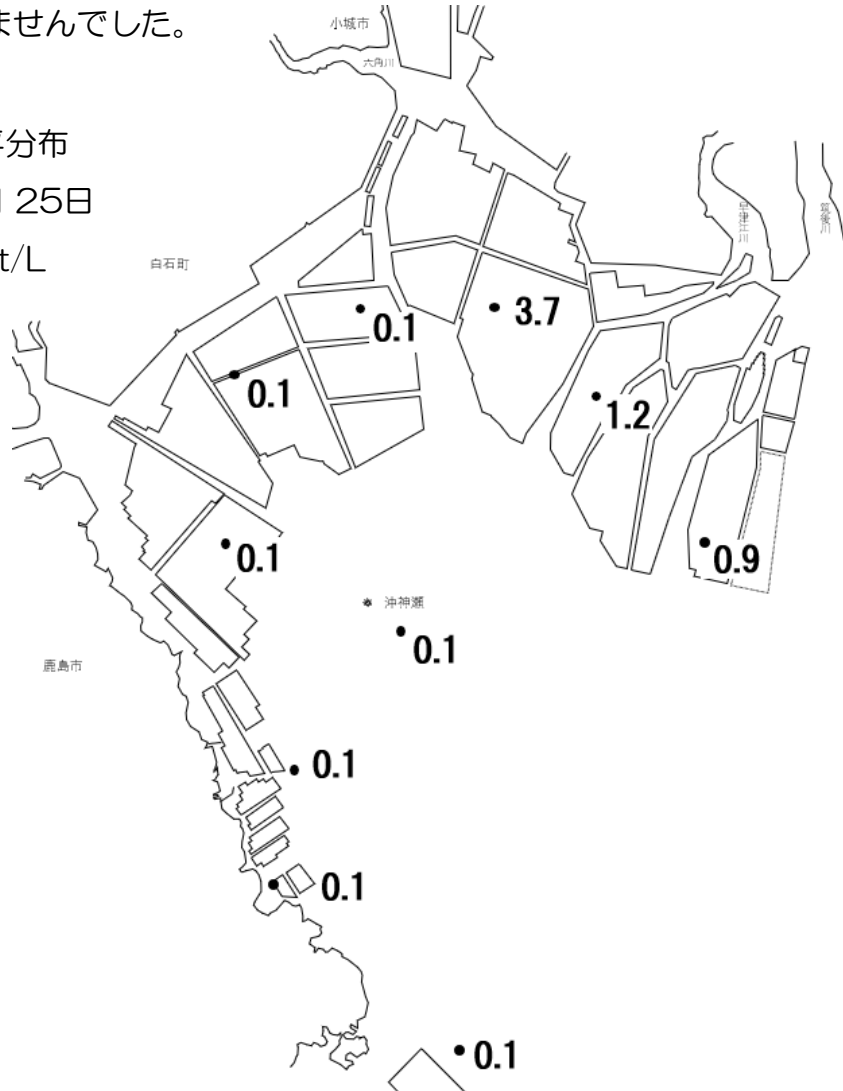 ませんでした。
小城市
六角川
平分布
25日
t/L
早津江川
筑後川
白石町
0.1
3.7
0.1
1.2
0.1
0.9
沖神瀬
0.1
鹿島市
0.1
0.1
0.1